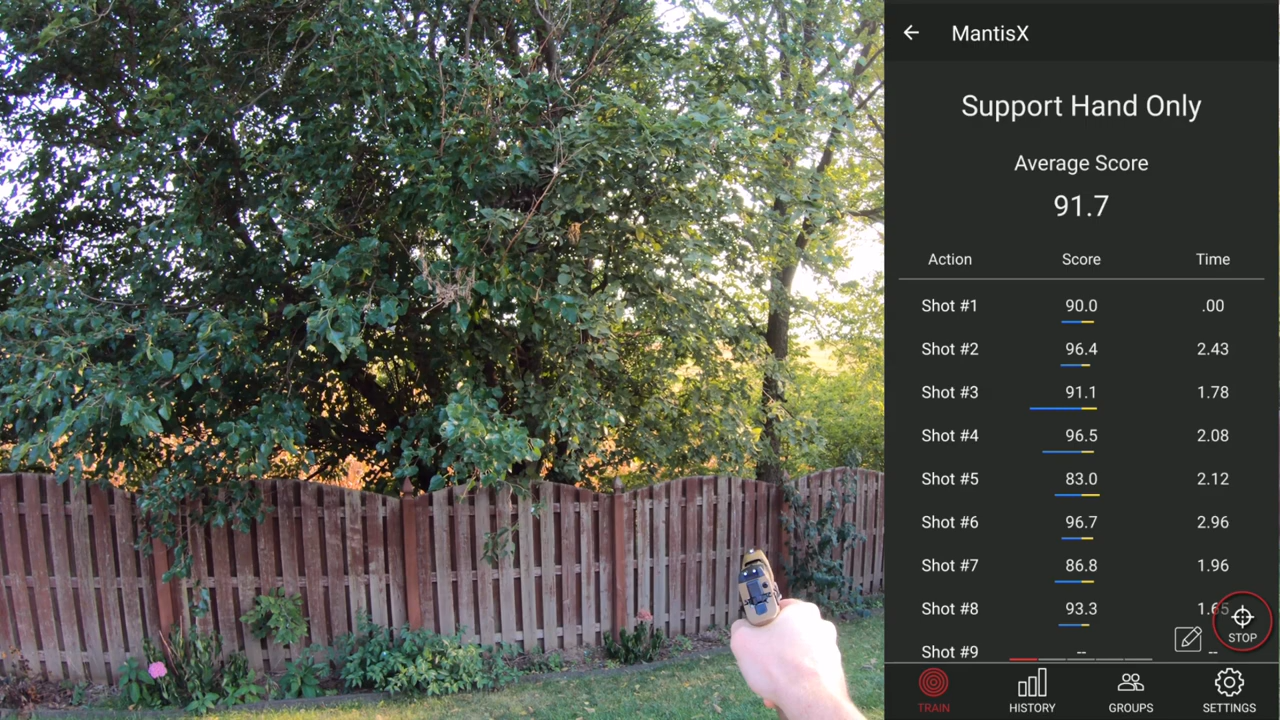 MantisX
Support Hand Only
Average Score
91.7
Action Score Time
Shot #1 90.0 .00
Shot #2 96.4 2.43
Shot #3 91.1 1.78
Shot #4 96.5 2.08
Shot #5 83.0 2.12
Shot #6 96.7 2.96
Shot #7 86.8 1.96
Shot #8 93.3 1.65
STOP
Shot #9 -- --
TRAIN HISTORY GROUPS SETTINGS